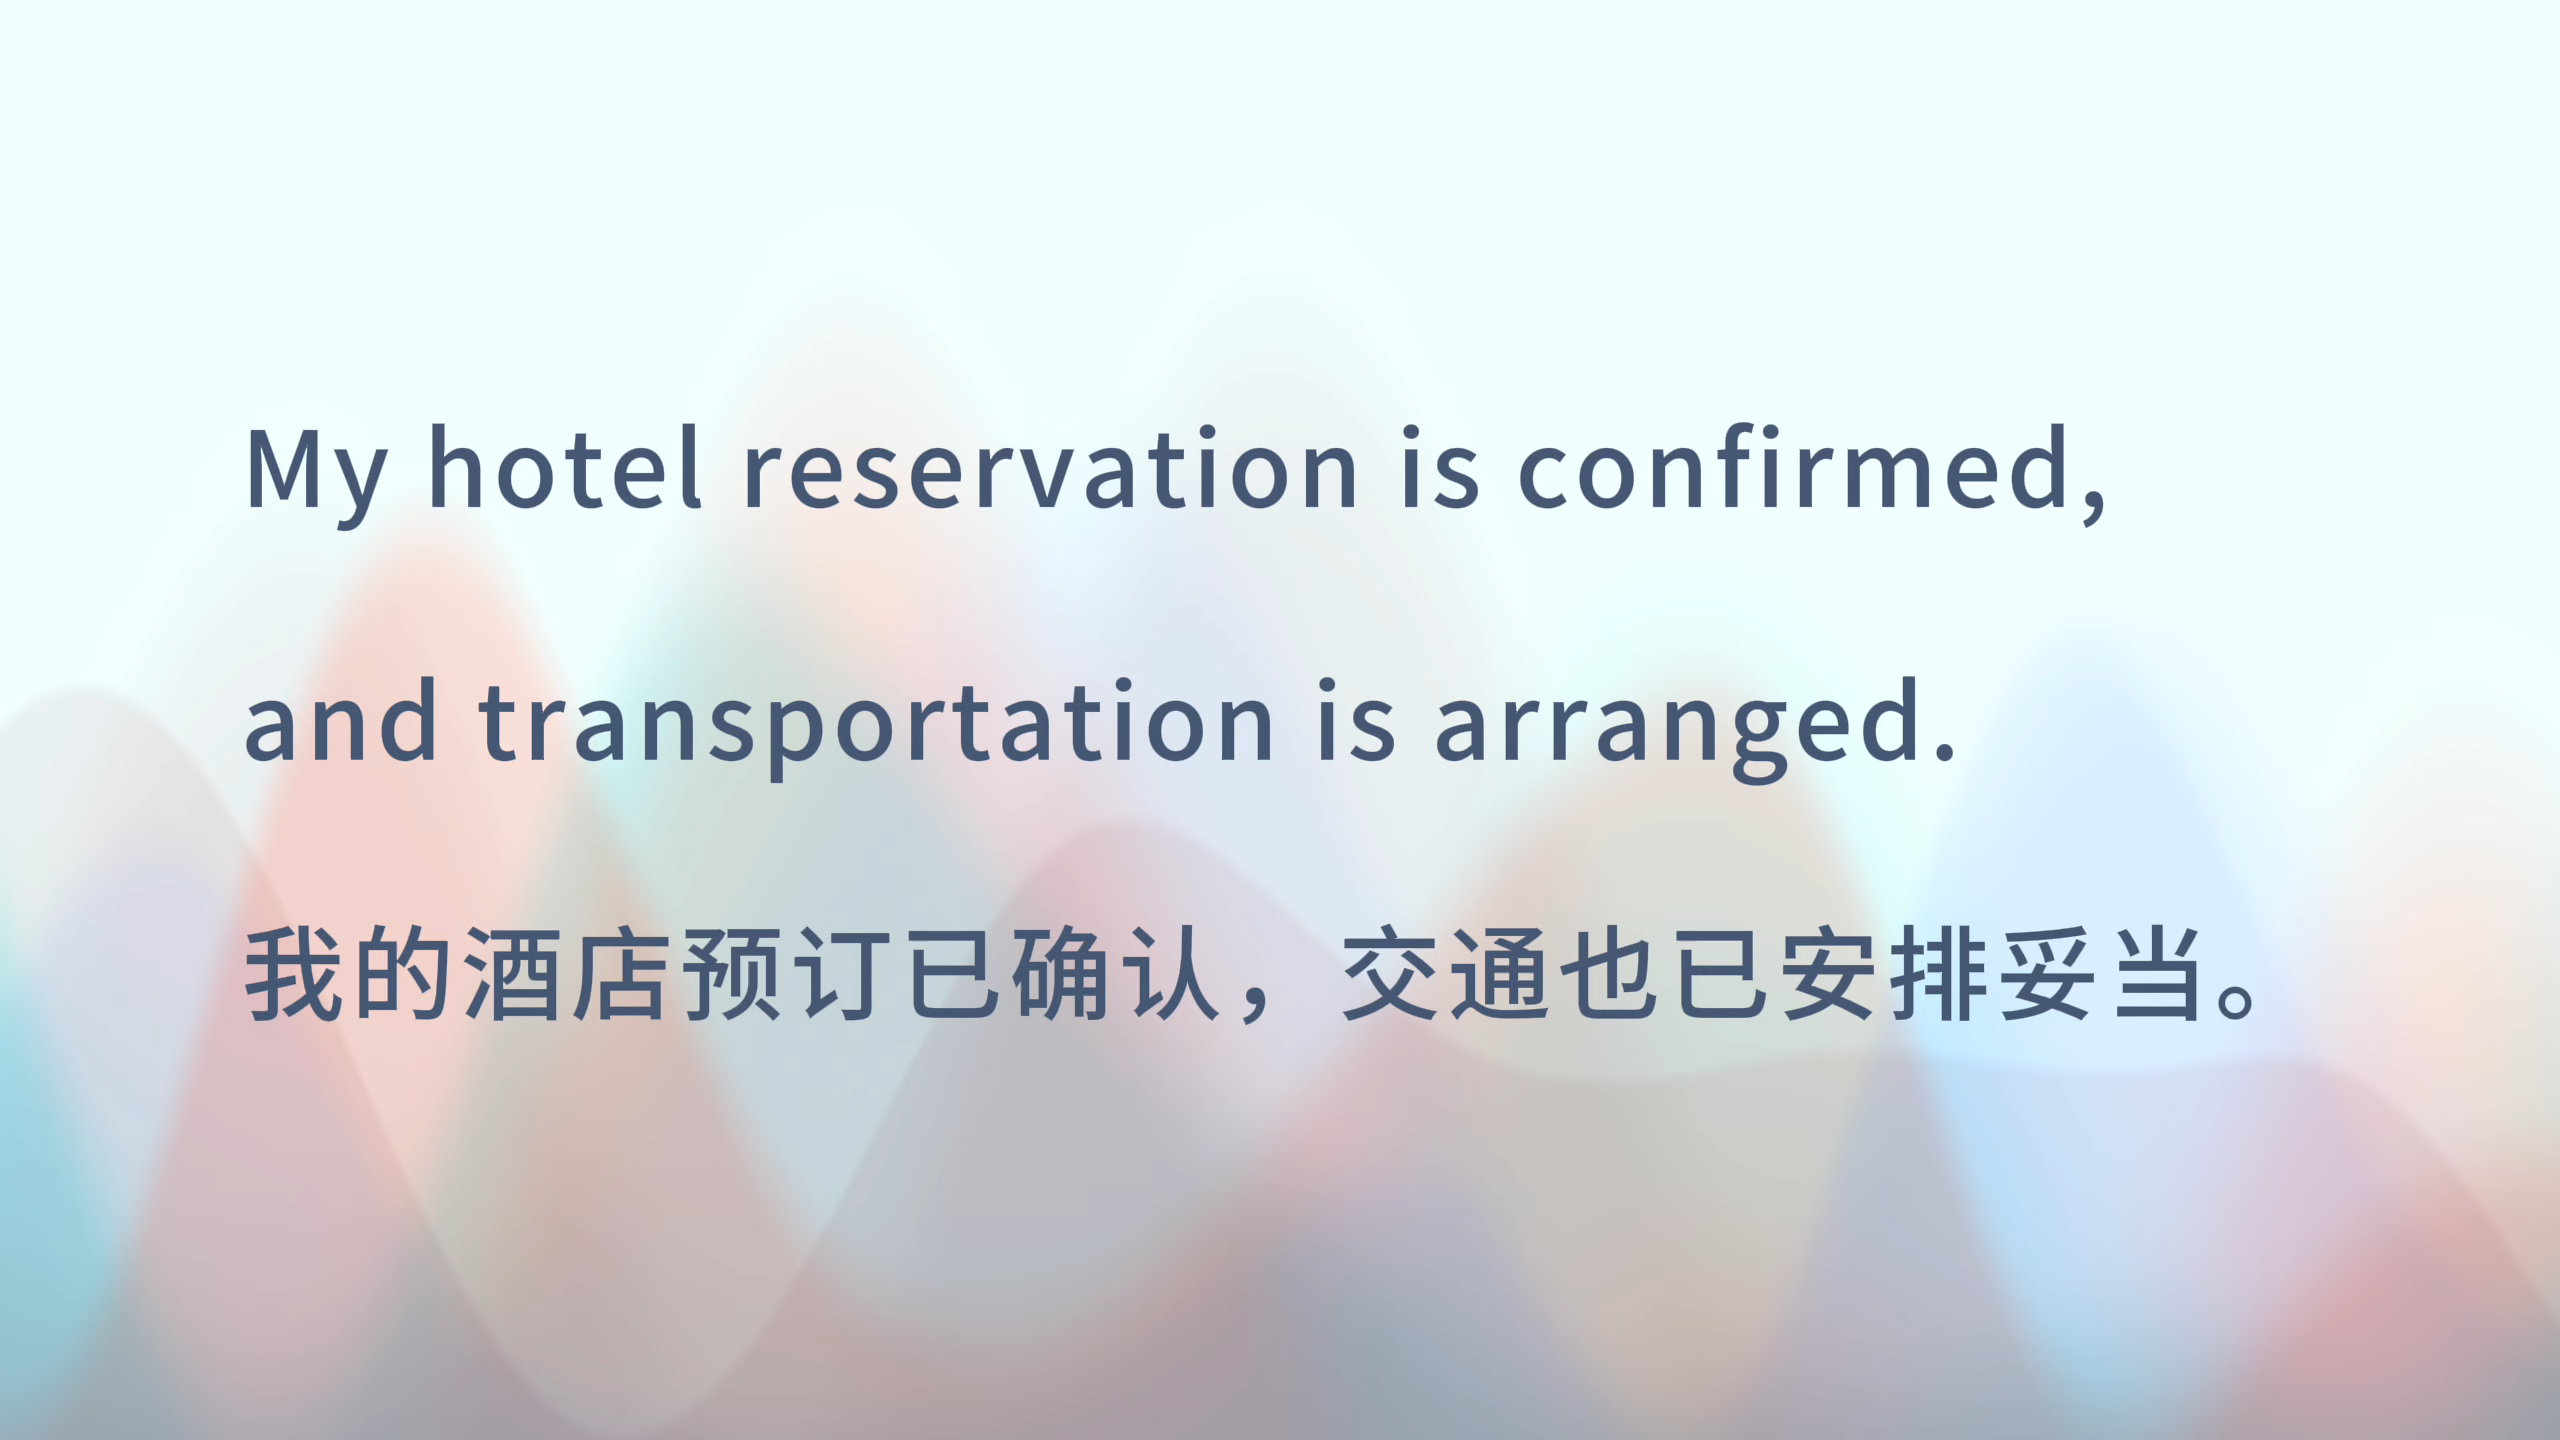 My hotel reservation is confirmed,
and transportation is arranged.
我的酒店预订已确认，交通也已安排妥当。